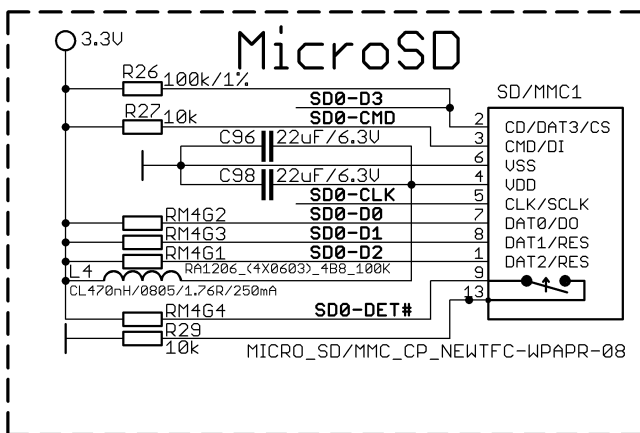 3.3V
MicroSD
R26
100k/1%
SD/MMC1
SD0-D3
R27
10k
SD0-CMD
2
CD/DAT3/CS
C96
22uF/6.3V
3
CMD/DI
6
VSS
C98
22uF/6.3V
4
VDD
SD0-CLK
5
CLK/SCLK
RM4G2
SD0-D0
7
DAT0/DO
RM4G3
SD0-D1
8
DAT1/RES
RM4G1
SD0-D2
1
DAT2/RES
L4
RA1206_(4X0603)_4B8_100K
9
CL470nH/0805/1.76R/250mA
13
RM4G4
SD0-DET#
R29
10k
MICRO_SD/MMC_CP_NEWTFC-WPAPR-08